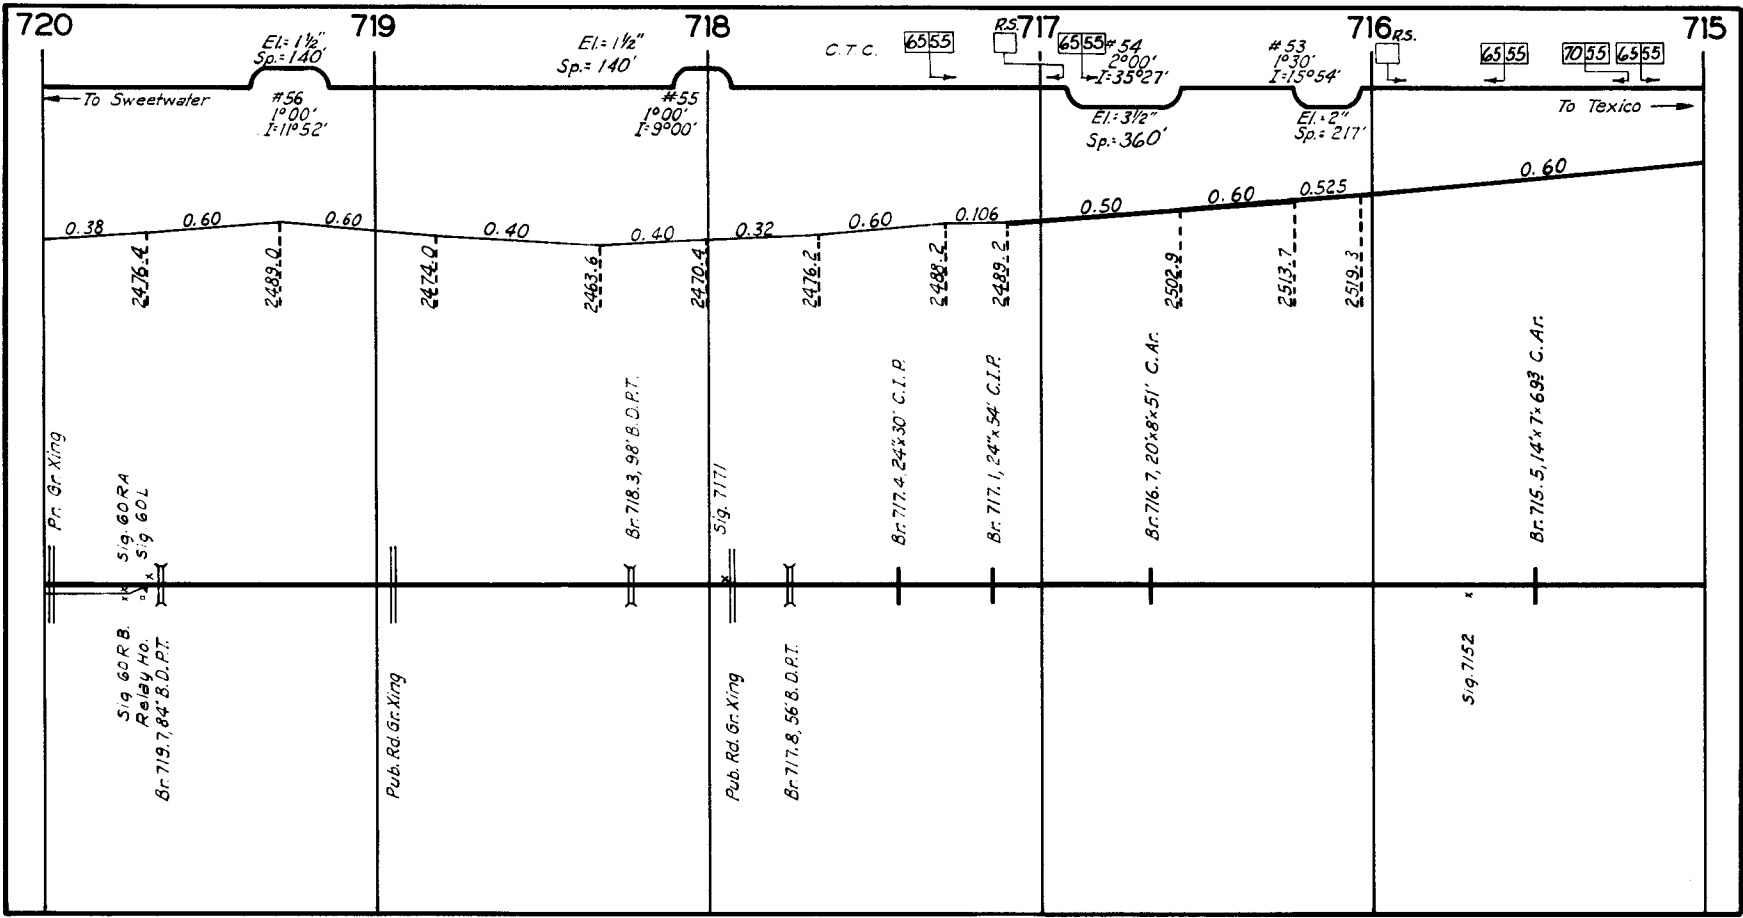 720 719 718 717 716 715
El.= 1½"
Sp.= 140'
#56
1°00'
I=11°52'
El.= 1½"
Sp.= 140'
#55
1°00'
I=9°00'
C.T.C.
65 55
R.S.
65 55
#54
2°00'
I=35°27'
El.= 3½"
Sp.= 360'
#53
1°30'
I=15°54'
El.= 2"
Sp.= 217'
R.S.
65 55
70 55
65 55
To Sweetwater
To Texico
0.38 0.60 0.60 0.40 0.40 0.32 0.60 0.106 0.50 0.60 0.525 0.60
2476.4
2489.0
2474.0
2463.6
2470.4
2476.2
2488.2
2489.2
2502.9
2513.7
2519.3
Pr. Gr. Xing
Sig. 60RA
Sig. 60L
Br. 718.3, 98' B.D.P.T.
Sig. 7171
Br. 717.4, 24"x30' C.I.P.
Br. 717.1, 24"x54' C.I.P.
Br. 716.7, 20'x8'x51' C. Ar.
Br. 715.5, 14'x7'x69³ C. Ar.
Sig 60RB.
Relay Ho.
Br. 719.7, 84' B.D.P.T.
Pub. Rd. Gr. Xing
Pub. Rd. Gr. Xing
Br. 717.8, 56' B.D.P.T.
Sig. 7152